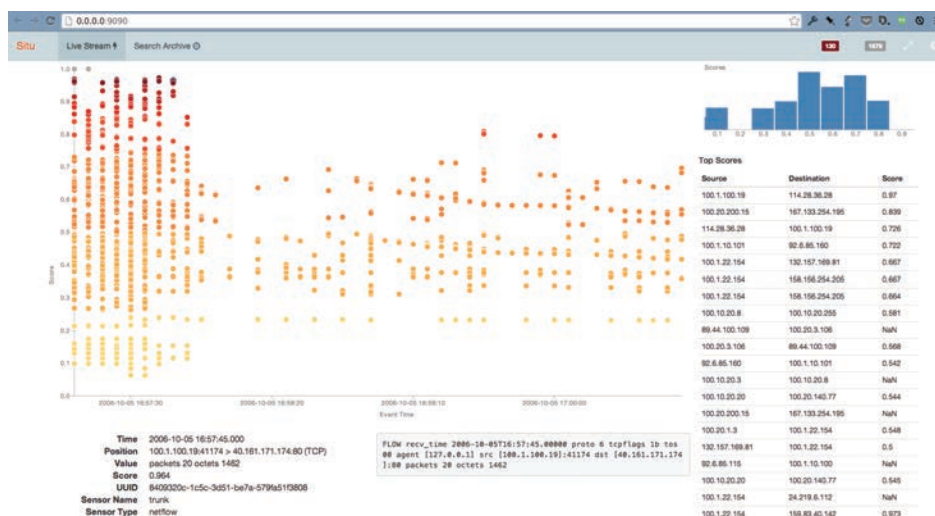 0.0.0.0:9090
Situ Live Stream Search Archive 130 1679
Scores
0.1 0.2 0.3 0.4 0.5 0.6 0.7 0.8 0.9
1.0
0.9
0.8
0.7
0.6
0.5
0.4
0.3
0.2
0.1
0.0
Score
2006-10-05 16:57:30 2006-10-05 16:58:20 2006-10-05 16:59:10 2006-10-05 17:00:00
Event Time
Top Scores
Source Destination Score
100.1.100.19 114.28.36.28 0.97
100.20.200.15 167.133.254.195 0.839
114.28.36.28 100.1.100.19 0.726
100.1.10.101 92.6.85.160 0.722
100.1.22.154 132.157.169.81 0.667
100.1.22.154 158.156.254.205 0.667
100.1.22.154 158.156.254.205 0.664
100.10.20.8 100.10.20.255 0.581
89.44.100.109 100.20.3.106 NaN
100.20.3.106 89.44.100.109 0.568
92.6.85.160 100.1.10.101 0.542
100.10.20.3 100.10.20.8 NaN
100.10.20.20 100.20.140.77 0.544
100.20.200.15 167.133.254.195 NaN
100.20.1.3 100.1.22.154 0.548
132.157.169.81 100.1.22.154 0.5
92.6.85.115 100.1.10.100 NaN
100.10.20.20 100.20.140.77 0.545
100.1.22.154 24.219.6.112 NaN
100.1.22.154 159.83.40.142 0.973
Time 2006-10-05 16:57:45.000
Position 100.1.100.19:41174 > 40.161.171.174:80 (TCP)
Value packets 20 octets 1462
Score 0.964
UUID 8409320c-1c5c-3d51-be7a-579fa51f3808
Sensor Name trunk
Sensor Type netflow
FLOW recv_time 2006-10-05T16:57:45.00000 proto 6 tcpflags 1b tos
00 agent [127.0.0.1] src [100.1.100.19]:41174 dst [40.161.171.174
]:80 packets 20 octets 1462